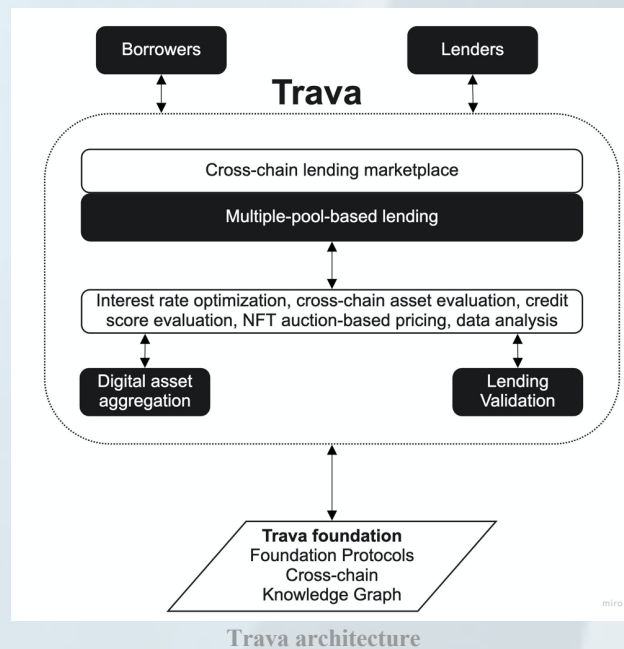 Borrowers
Lenders
Trava
Cross-chain lending marketplace
Multiple-pool-based lending
Interest rate optimization, cross-chain asset evaluation, credit
score evaluation, NFT auction-based pricing, data analysis
Digital asset
aggregation
Lending
Validation
Trava foundation
Foundation Protocols
Cross-chain
Knowledge Graph
miro
Trava architecture